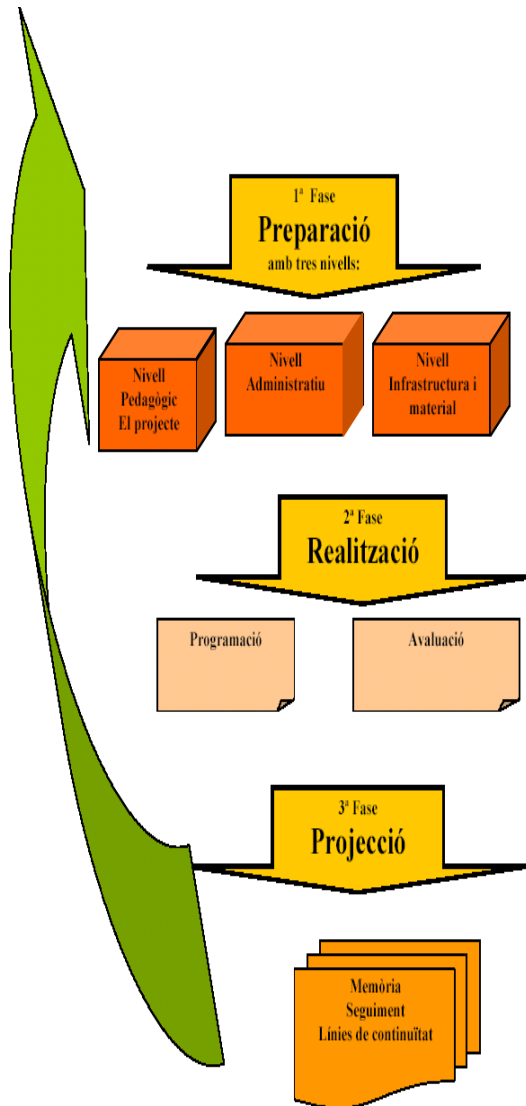 1ª Fase
Preparació
amb tres nivells:
Nivell
Pedagògic
El projecte
Nivell
Administratiu
Nivell
Infrastructura i
material
2ª Fase
Realització
Programació
Avaluació
3ª Fase
Projecció
Memòria
Seguiment
Línies de continuïtat